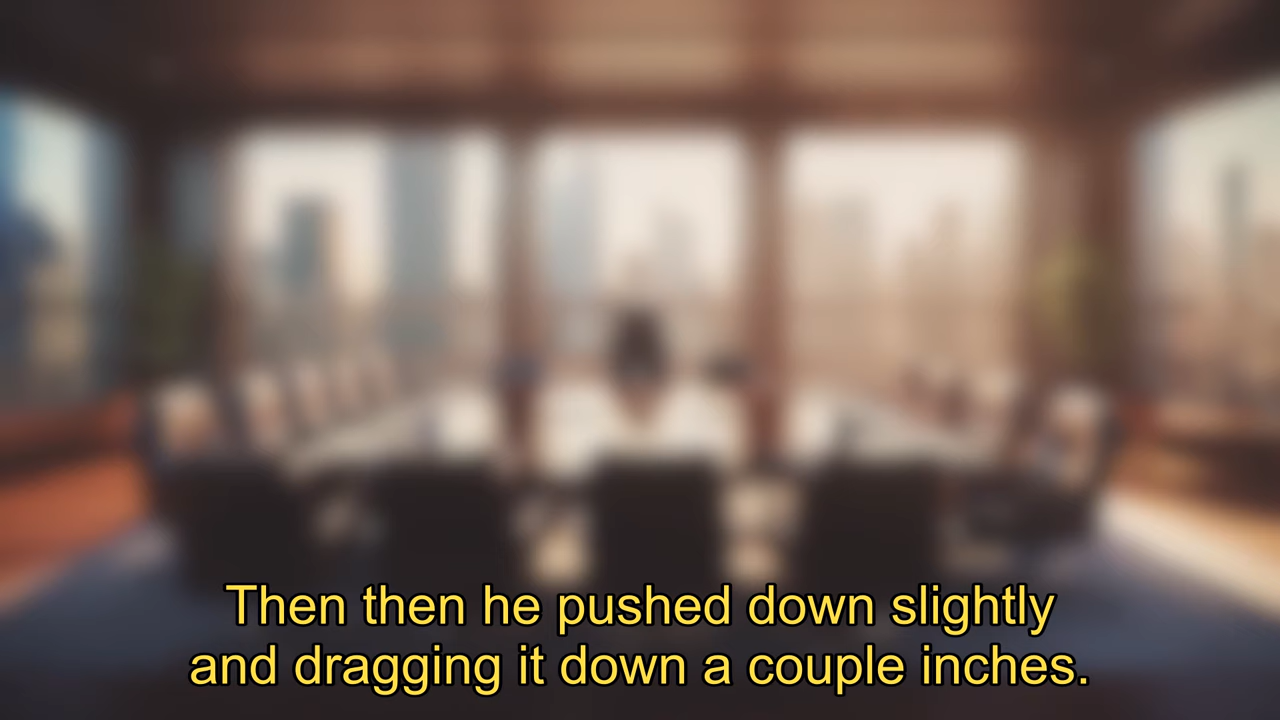 Then then he pushed down slightly
and dragging it down a couple inches.